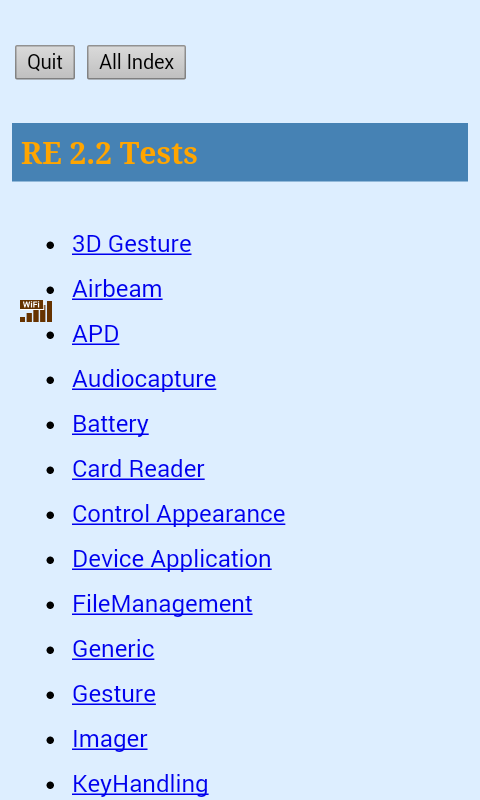 Quit All Index
RE 2.2 Tests
3D Gesture
Airbeam
WiFi
APD
Audiocapture
Battery
Card Reader
Control Appearance
Device Application
FileManagement
Generic
Gesture
Imager
KeyHandling